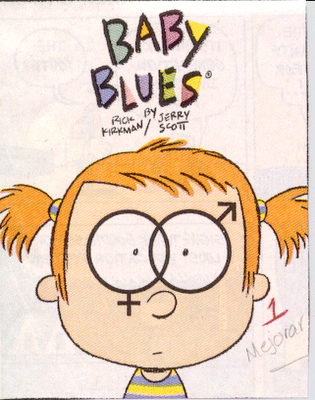 BABY
BLUES®
BY
RICK KIRKMAN / JERRY SCOTT
1
Mejorar